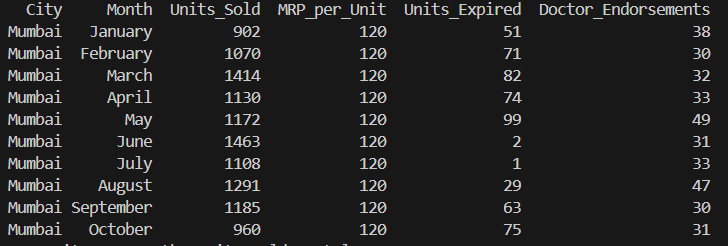 City Month Units_Sold MRP_per_Unit Units_Expired Doctor_Endorsements
Mumbai January 902 120 51 38
Mumbai February 1070 120 71 30
Mumbai March 1414 120 82 32
Mumbai April 1130 120 74 33
Mumbai May 1172 120 99 49
Mumbai June 1463 120 2 31
Mumbai July 1108 120 1 33
Mumbai August 1291 120 29 47
Mumbai September 1185 120 63 30
Mumbai October 960 120 75 31